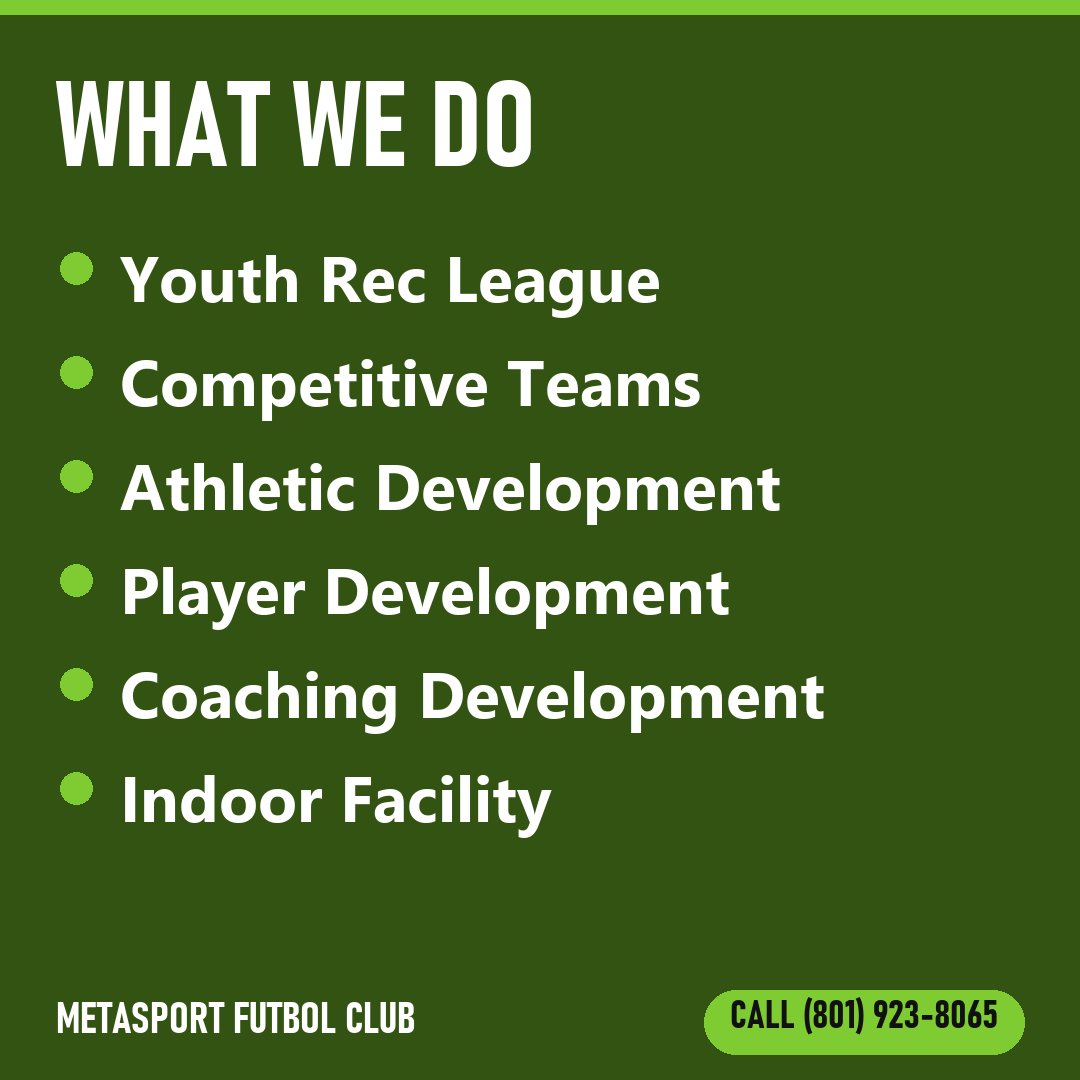 WHAT WE DO
Youth Rec League
Competitive Teams
Athletic Development
Player Development
Coaching Development
Indoor Facility
METASPORT FUTBOL CLUB
CALL (801) 923-8065